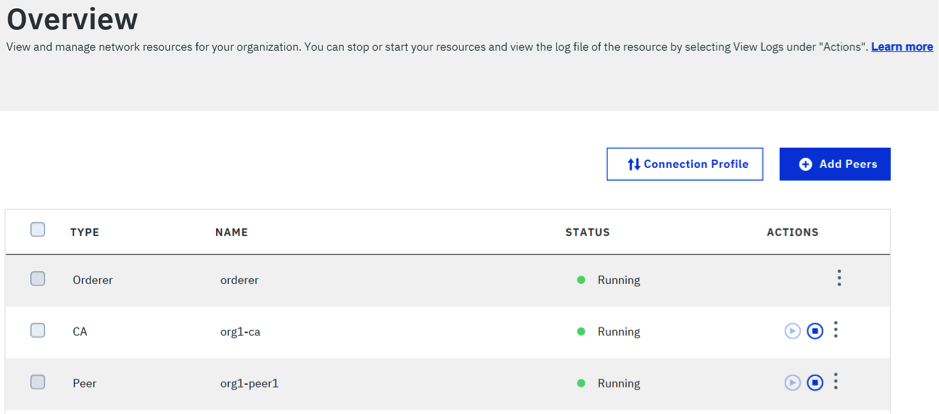 Overview
View and manage network resources for your organization. You can stop or start your resources and view the log file of the resource by selecting View Logs under "Actions". Learn more
Connection Profile Add Peers
TYPE NAME STATUS ACTIONS
Orderer orderer Running
CA org1-ca Running
Peer org1-peer1 Running